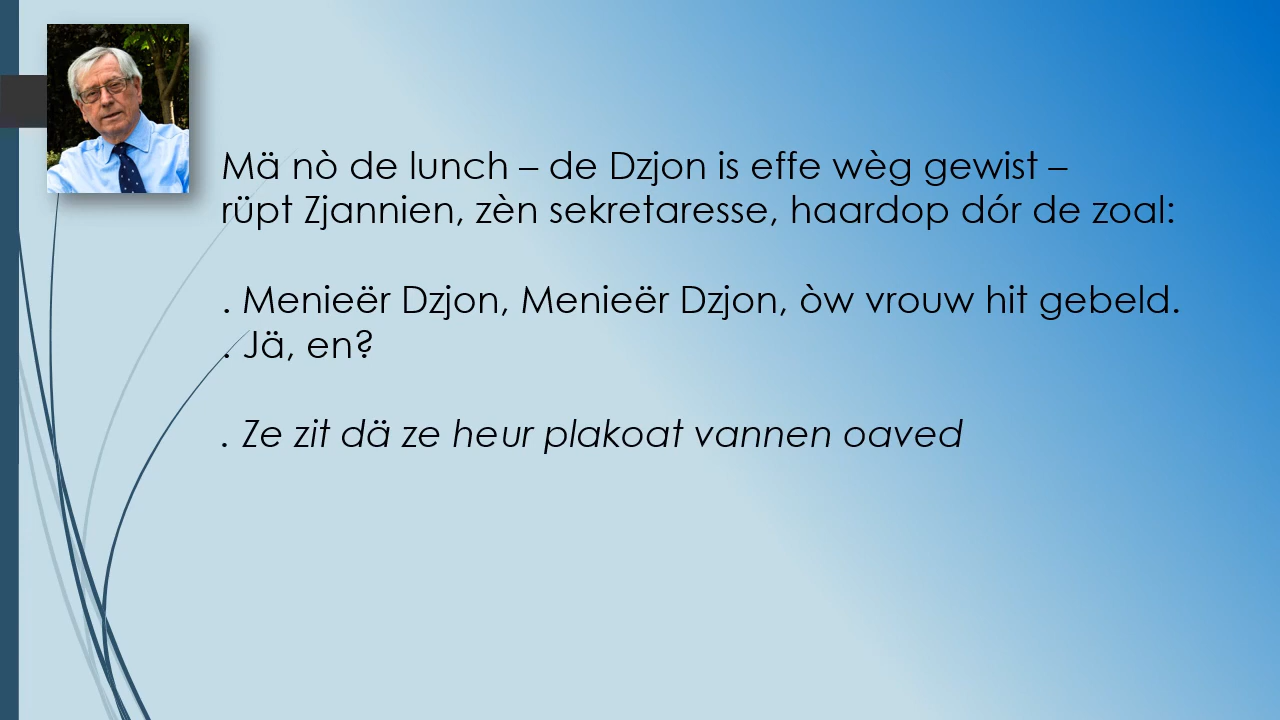 Mä nò de lunch – de Dzjon is effe wèg gewist –
rüpt Zjannien, zèn sekretaresse, haardop dór de zoal:
. Menieër Dzjon, Menieër Dzjon, òw vrouw hit gebeld.
. Jä, en?
. Ze zit dä ze heur plakoat vannen oaved